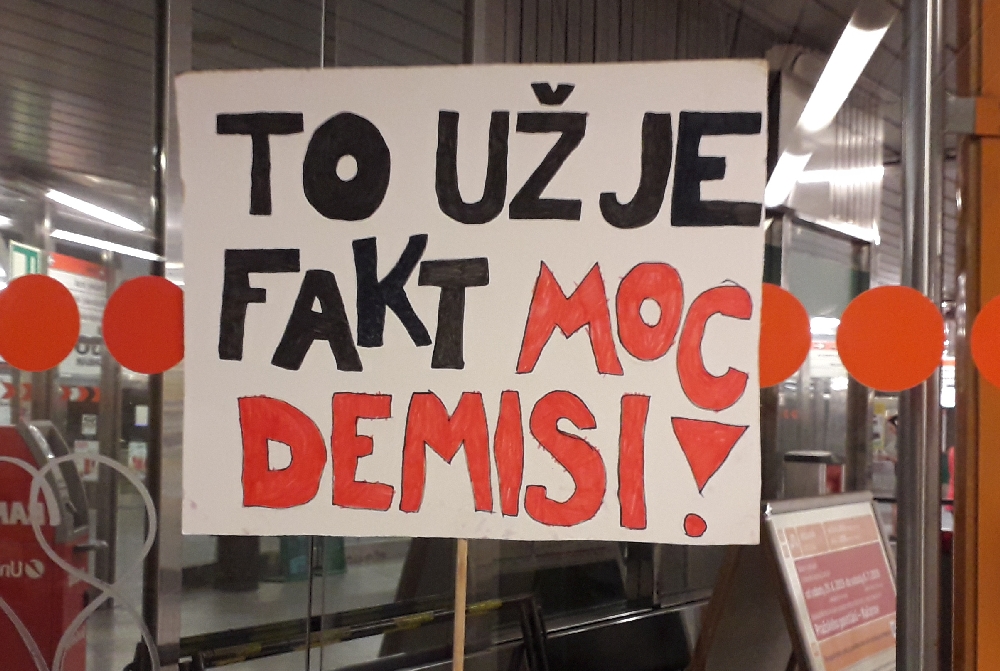 TO UŽ JE
FAKT MOC
DEMISI!